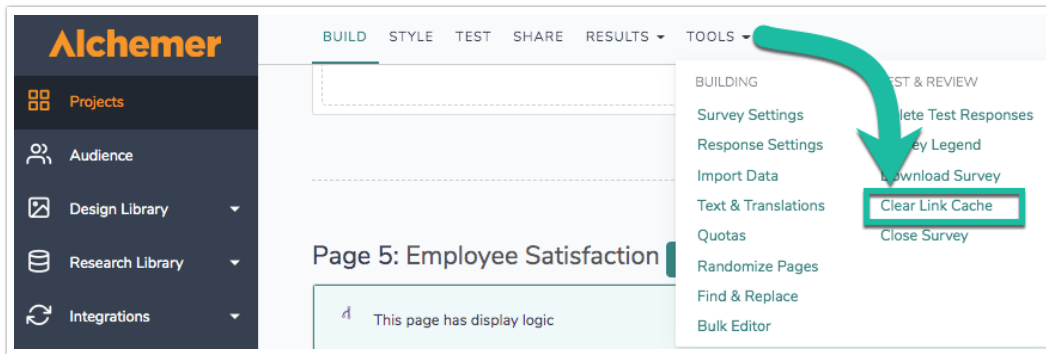 Alchemer
BUILD STYLE TEST SHARE RESULTS TOOLS
Projects
Audience
Design Library
Research Library
Integrations
Page 5: Employee Satisfaction
This page has display logic
BUILDING
Survey Settings
Response Settings
Import Data
Text & Translations
Quotas
Randomize Pages
Find & Replace
Bulk Editor
& REVIEW
Test Responses
Legend
Survey
Clear Link Cache
Close Survey